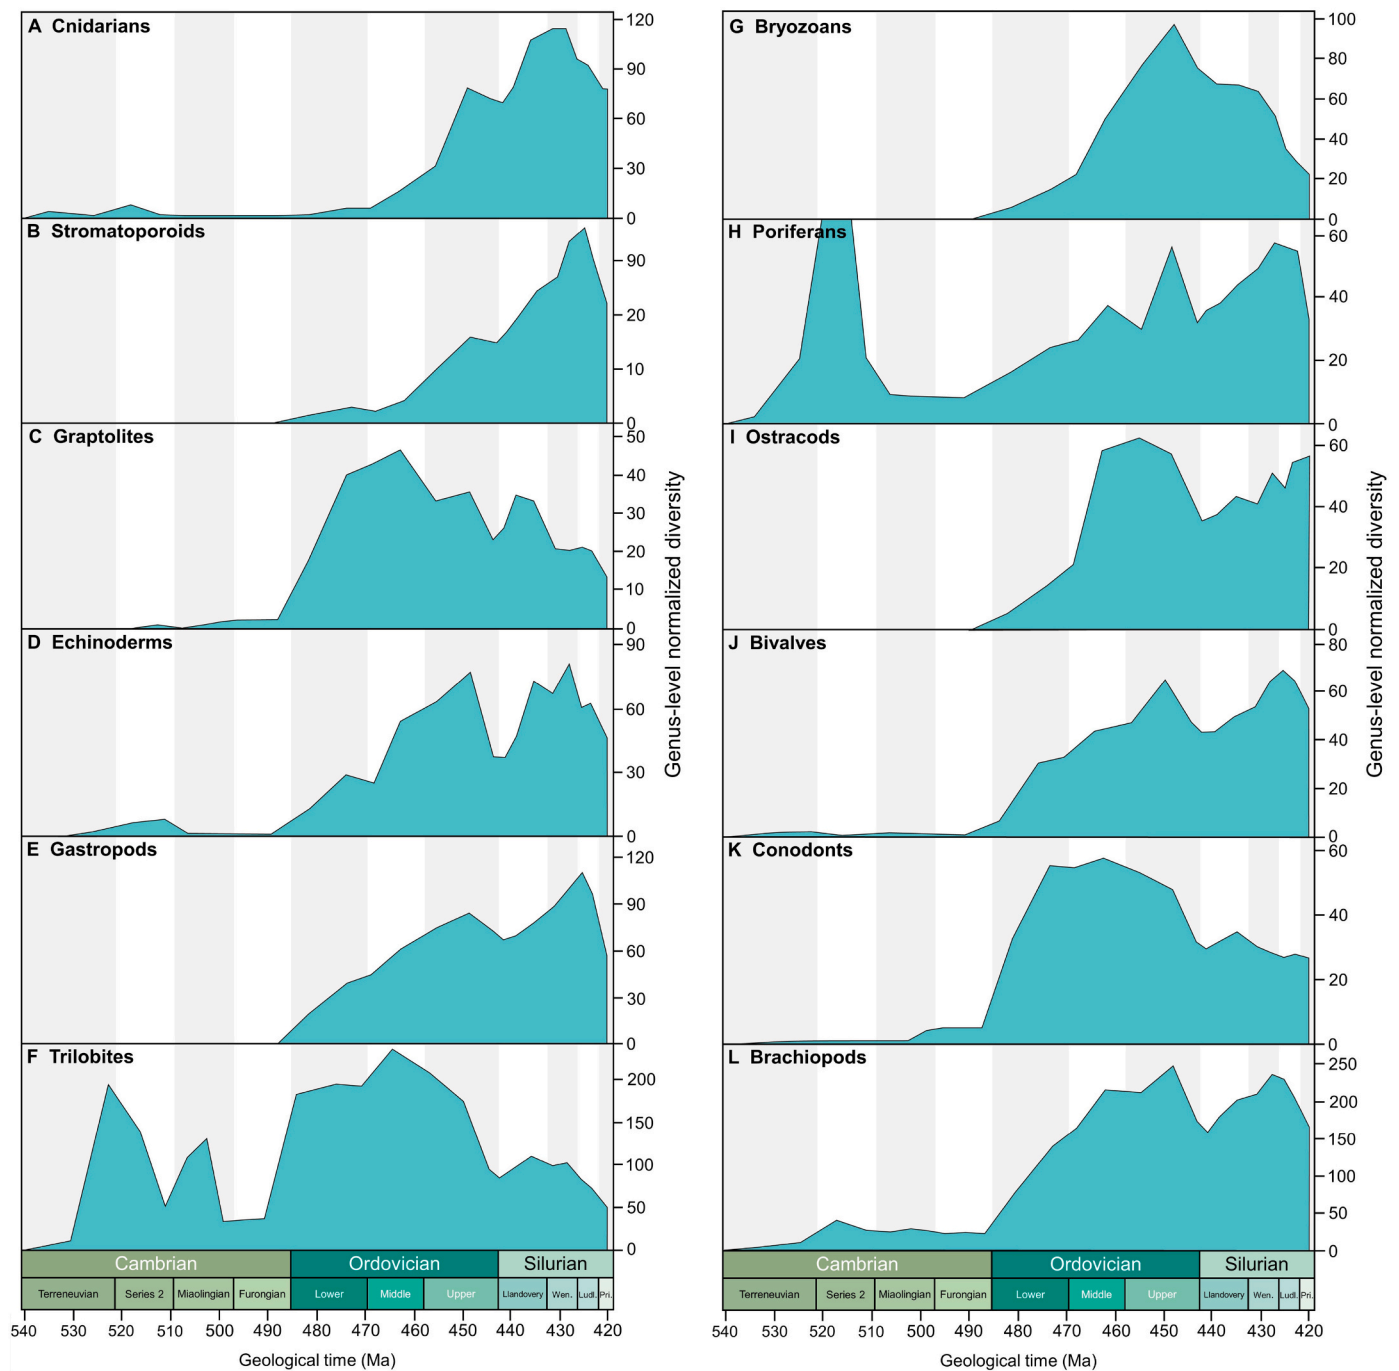 A Cnidarians
120
90
60
30
0
B Stromatoporoids
90
20
10
0
C Graptolites
50
40
30
20
10
0
D Echinoderms
90
60
30
0
E Gastropods
120
90
60
30
0
F Trilobites
200
150
100
50
0
Genus-level normalized diversity
Cambrian Ordovician Silurian
Terreneuvian Series 2 Miaolingian Furongian Lower Middle Upper Llandovery Wen. Ludl. Pri.
540 530 520 510 500 490 480 470 460 450 440 430 420
Geological time (Ma)
G Bryozoans
100
80
60
40
20
0
H Poriferans
60
40
20
0
I Ostracods
60
40
20
0
J Bivalves
80
60
40
20
0
K Conodonts
60
40
20
0
L Brachiopods
250
200
150
100
50
0
Genus-level normalized diversity
Cambrian Ordovician Silurian
Terreneuvian Series 2 Miaolingian Furongian Lower Middle Upper Llandovery Wen. Ludl. Pri.
540 530 520 510 500 490 480 470 460 450 440 430 420
Geological time (Ma)